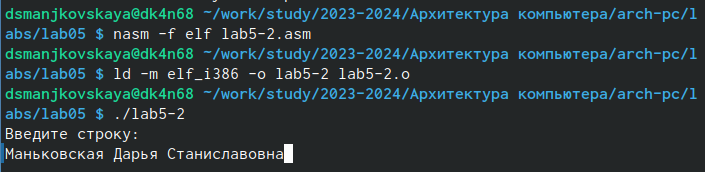 dsmanjkovskaya@dk4n68 ~/work/study/2023-2024/Архитектура компьютера/arch-pc/l
abs/lab05 $ nasm -f elf lab5-2.asm
dsmanjkovskaya@dk4n68 ~/work/study/2023-2024/Архитектура компьютера/arch-pc/l
abs/lab05 $ ld -m elf_i386 -o lab5-2 lab5-2.o
dsmanjkovskaya@dk4n68 ~/work/study/2023-2024/Архитектура компьютера/arch-pc/l
abs/lab05 $ ./lab5-2
Введите строку:
Маньковская Дарья Станиславовна